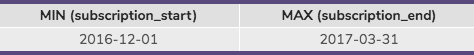 MIN (subscription_start) MAX (subscription_end)
2016-12-01 2017-03-31